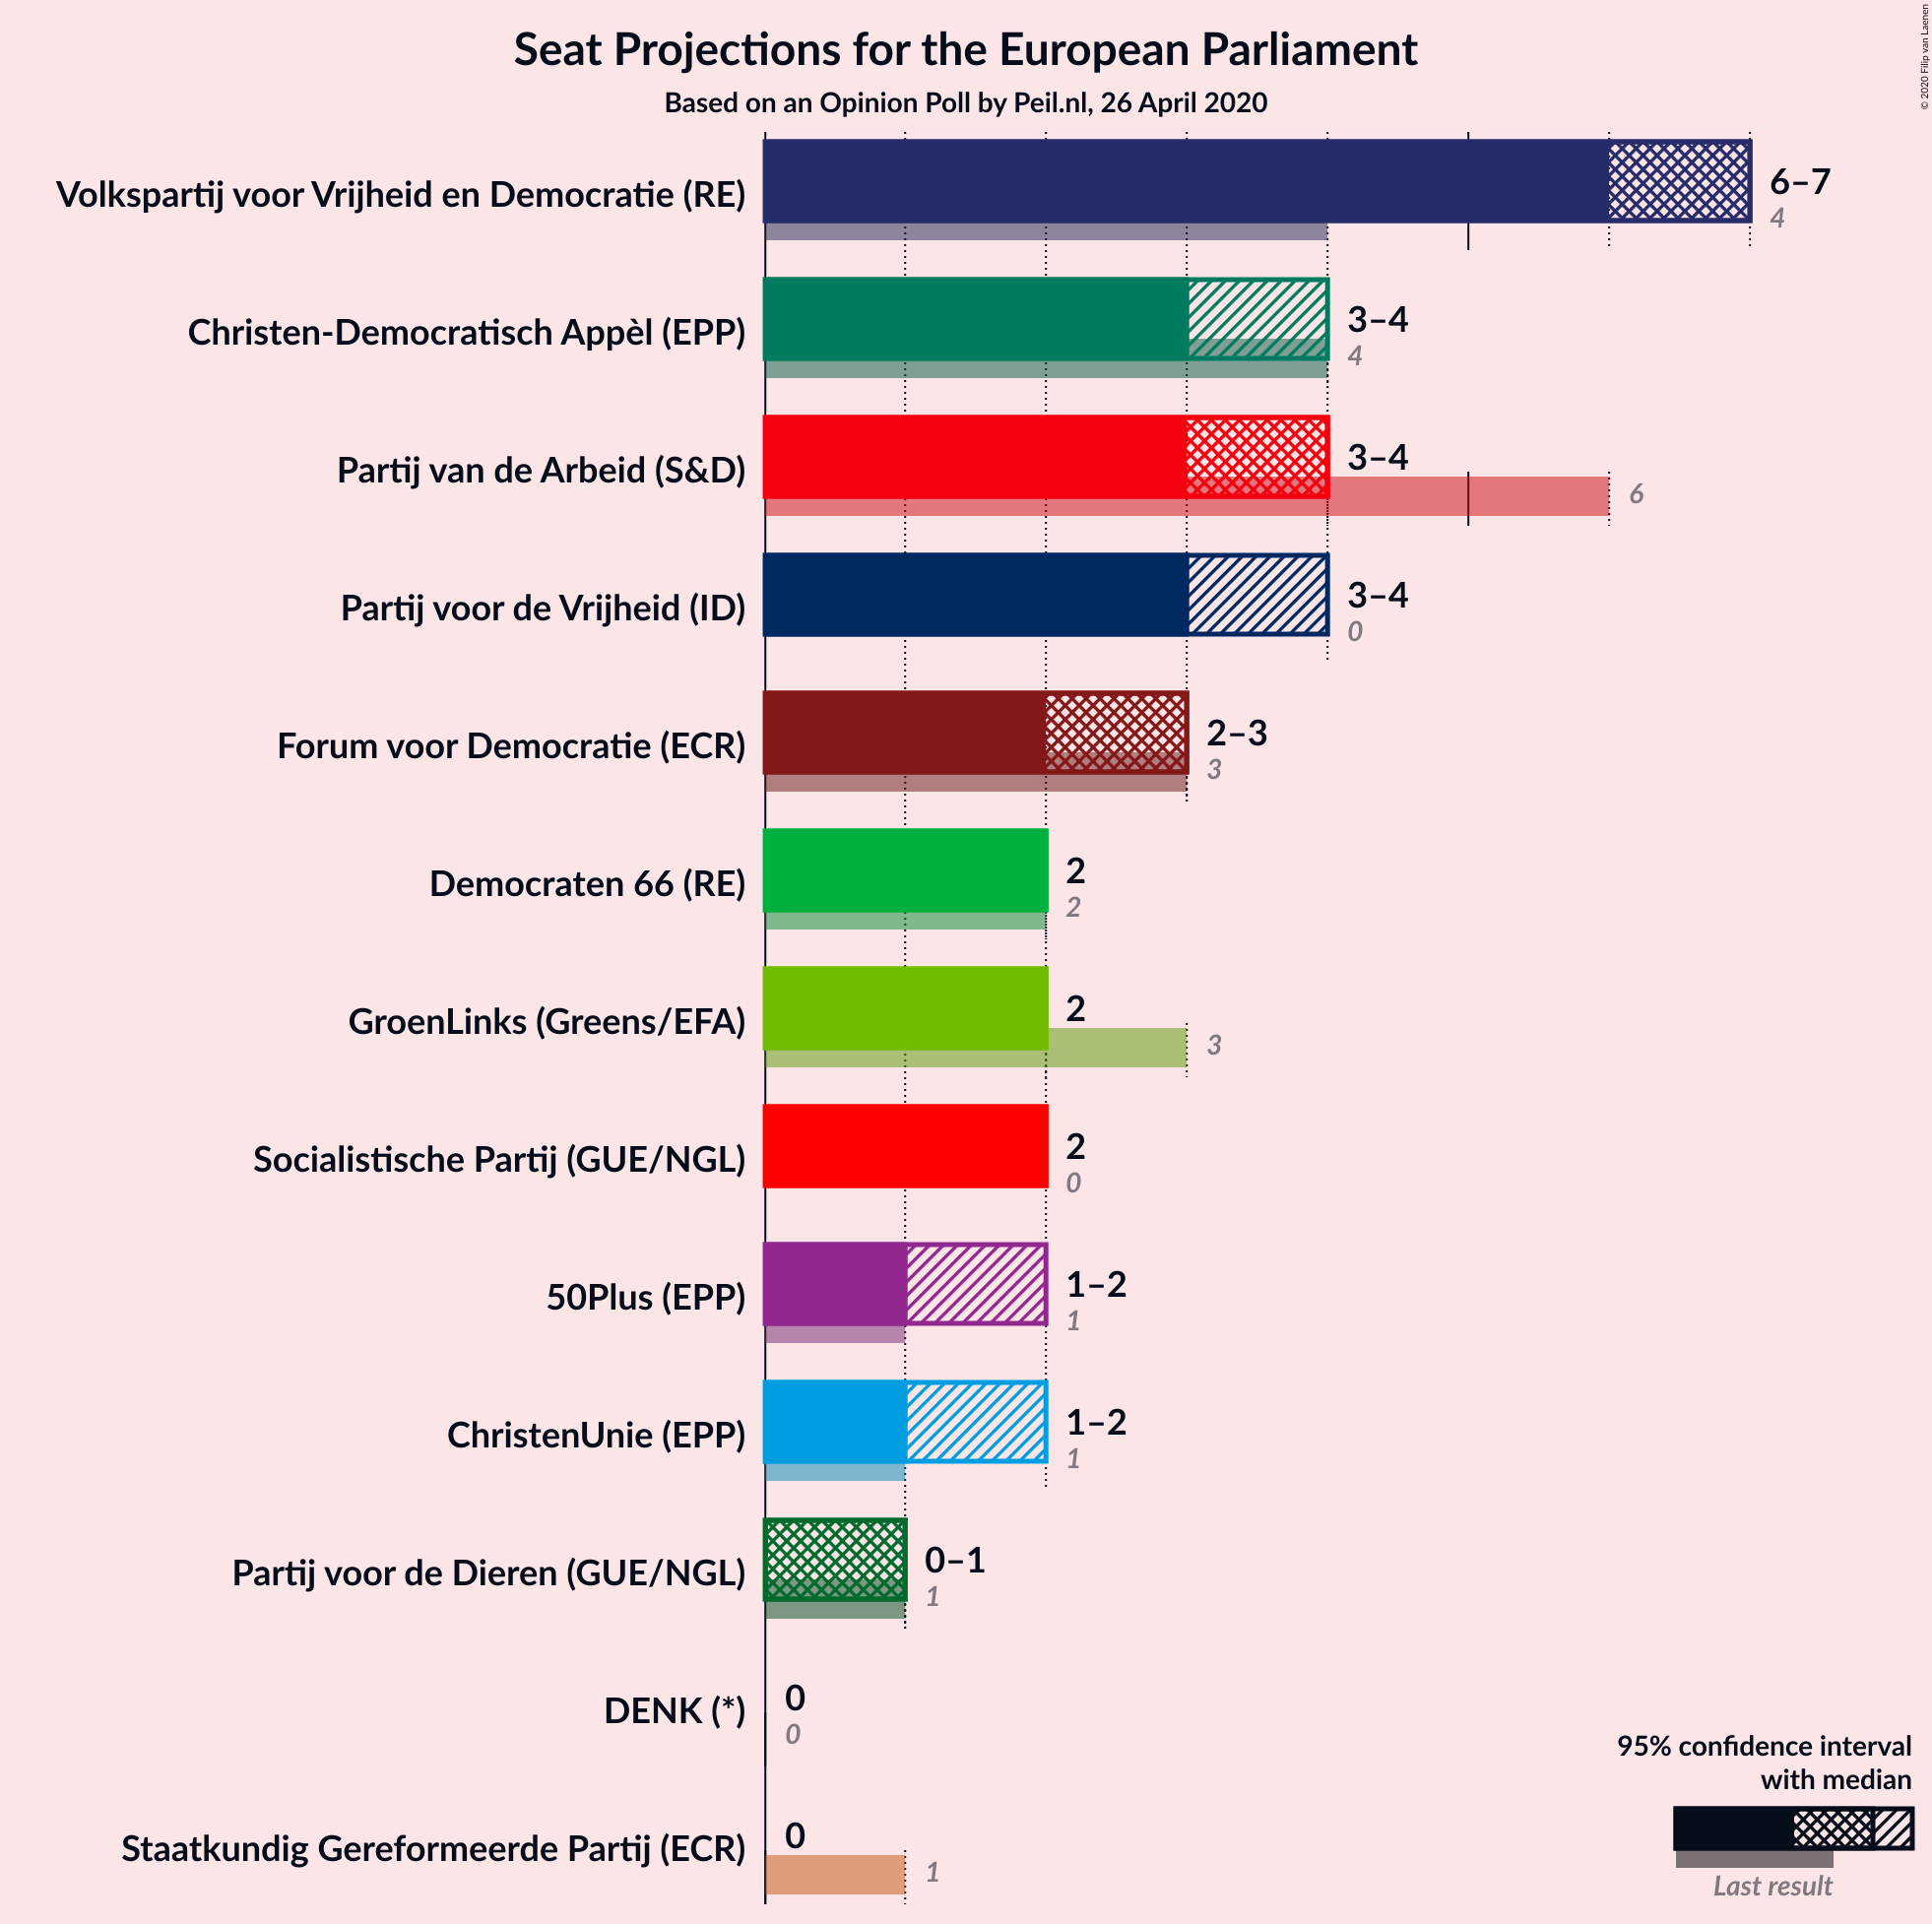 Seat Projections for the European Parliament
Based on an Opinion Poll by Peil.nl, 26 April 2020
© 2020 Filip van Laenen
Volkspartij voor Vrijheid en Democratie (RE)
6–7
4
Christen-Democratisch Appèl (EPP)
3–4
4
Partij van de Arbeid (S&D)
3–4
6
Partij voor de Vrijheid (ID)
3–4
0
Forum voor Democratie (ECR)
2–3
3
Democraten 66 (RE)
2
2
GroenLinks (Greens/EFA)
2
3
Socialistische Partij (GUE/NGL)
2
0
50Plus (EPP)
1–2
1
ChristenUnie (EPP)
1–2
1
Partij voor de Dieren (GUE/NGL)
0–1
1
DENK (*)
0
0
Staatkundig Gereformeerde Partij (ECR)
0
1
95% confidence interval
with median
Last result